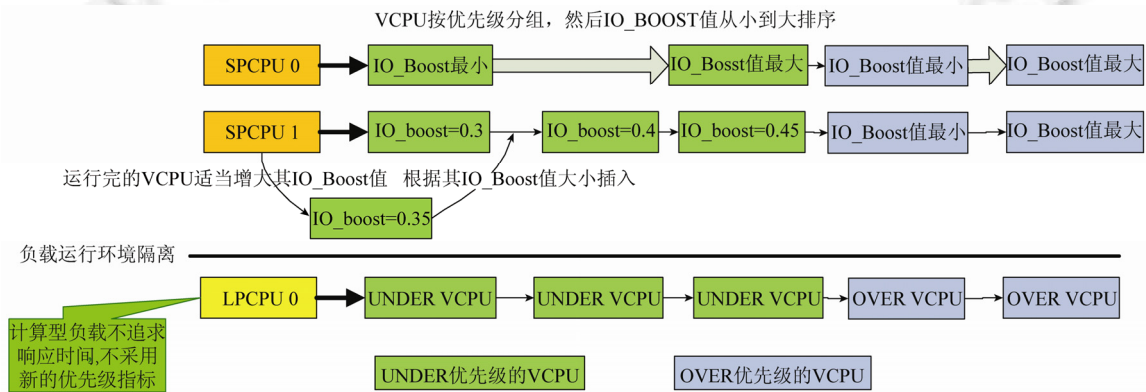 VCPU按优先级分组，然后IO_BOOST值从小到大排序
SPCPU 0
IO_Boost最小
IO_Bosst值最大
IO_Boost值最小
IO_Boost值最大
SPCPU 1
IO_boost=0.3
IO_boost=0.4
IO_boost=0.45
IO_Boost值最小
IO_Boost值最大
运行完的VCPU适当增大其IO_Boost值
根据其IO_Boost值大小插入
IO_boost=0.35
负载运行环境隔离
LPCPU 0
UNDER VCPU
UNDER VCPU
UNDER VCPU
OVER VCPU
OVER VCPU
计算型负载不追求
响应时间,不采用
新的优先级指标
UNDER优先级的VCPU
OVER优先级的VCPU